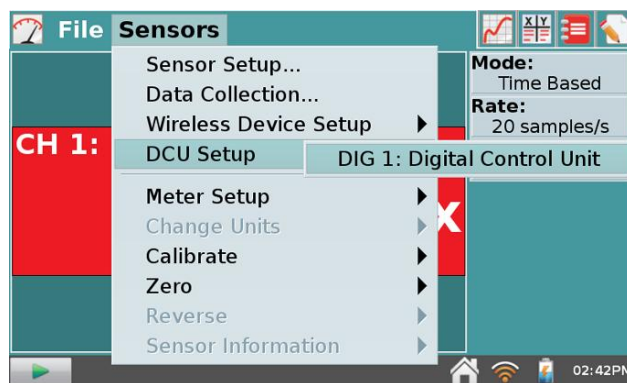 File Sensors
X Y
Mode:
Time Based
Rate:
20 samples/s
CH 1:
x
Sensor Setup...
Data Collection...
Wireless Device Setup
DCU Setup
DIG 1: Digital Control Unit
Meter Setup
Change Units
Calibrate
Zero
Reverse
Sensor Information
02:42PM